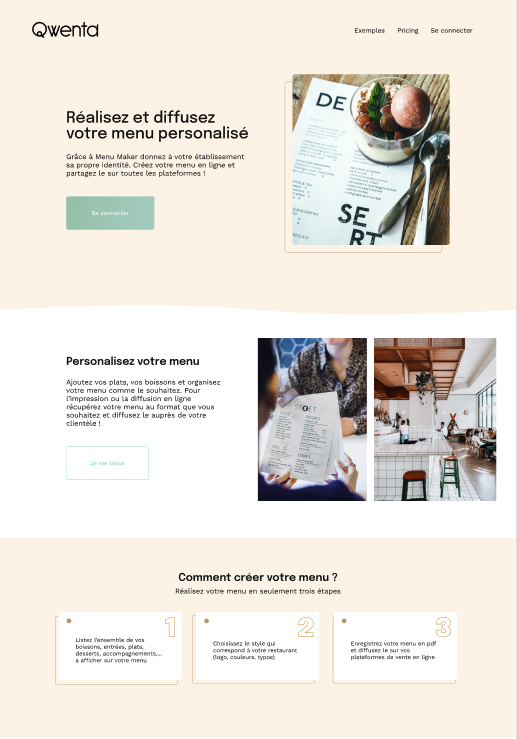 Qwenta
Exemples Pricing Se connecter
Réalisez et diffusez
votre menu personalisé
Grâce à Menu Maker donnez à votre établissement
sa propre identité. Créez votre menu en ligne et
partagez le sur toutes les plateformes !
Se connecter
DE
SE
RT
Personalisez votre menu
Ajoutez vos plats, vos boissons et organisez
votre menu comme le souhaitez. Pour
l'impression ou la diffusion en ligne
récupérez votre menu au format que vous
souhaitez et diffusez le auprès de votre
clientèle !
Je me lance
Comment créer votre menu ?
Réalisez votre menu en seulement trois étapes
1
Listez l'ensemble de vos
boissons, entrées, plats,
desserts, accompagnements,...
a afficher sur votre menu
2
Choisissez le style qui
correspond à votre restaurant
(logo, couleurs, typos)
3
Enregistrez votre menu en pdf
et diffusez le sur vos
plateformes de vente en ligne